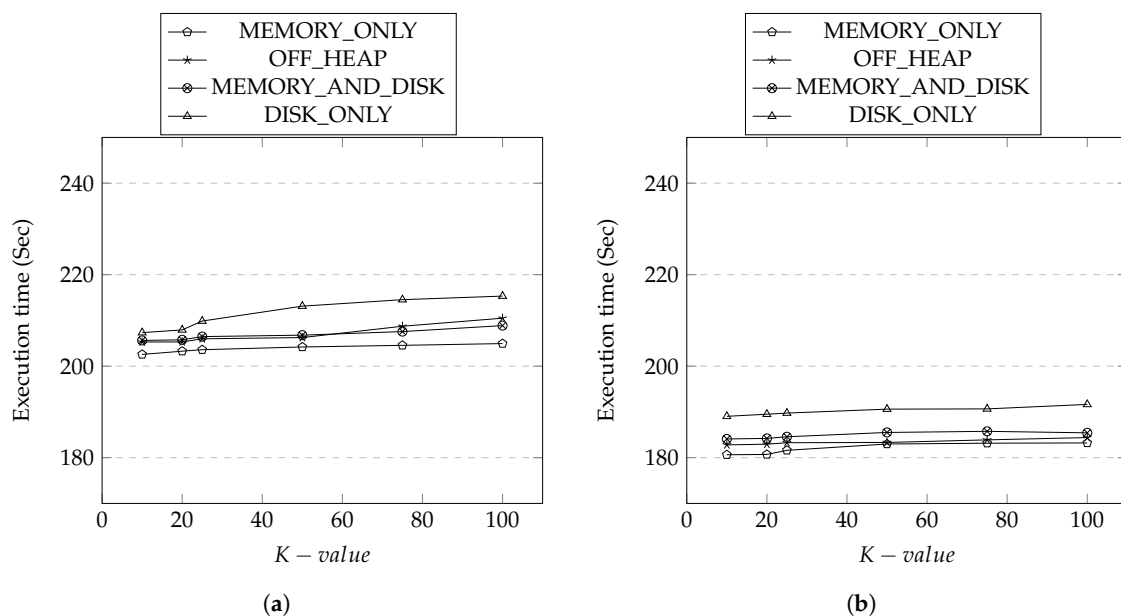 MEMORY_ONLY
OFF_HEAP
MEMORY_AND_DISK
DISK_ONLY
240
220
200
180
Execution time (Sec)
0 20 40 60 80 100
K − value
(a)
MEMORY_ONLY
OFF_HEAP
MEMORY_AND_DISK
DISK_ONLY
240
220
200
180
Execution time (Sec)
0 20 40 60 80 100
K − value
(b)